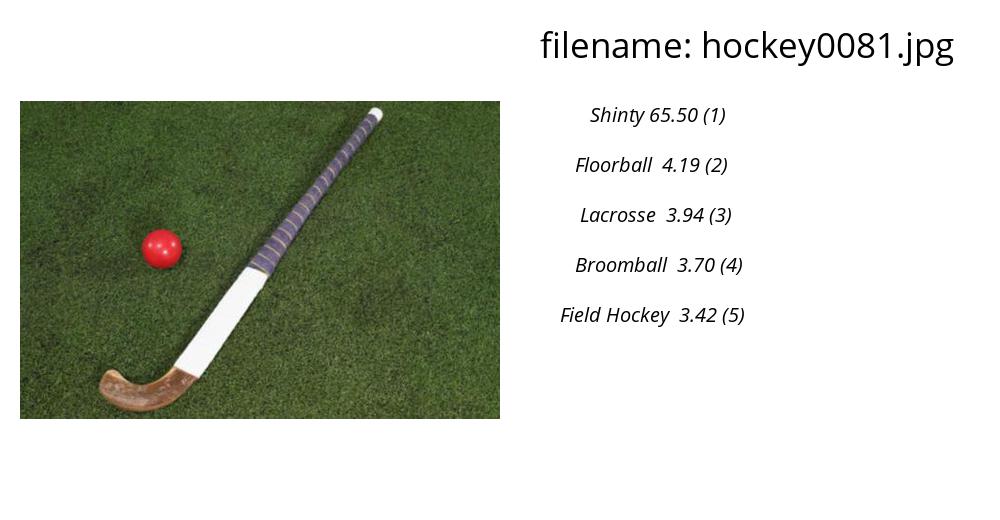 filename: hockey0081.jpg
Shinty 65.50 (1)
Floorball 4.19 (2)
Lacrosse 3.94 (3)
Broomball 3.70 (4)
Field Hockey 3.42 (5)